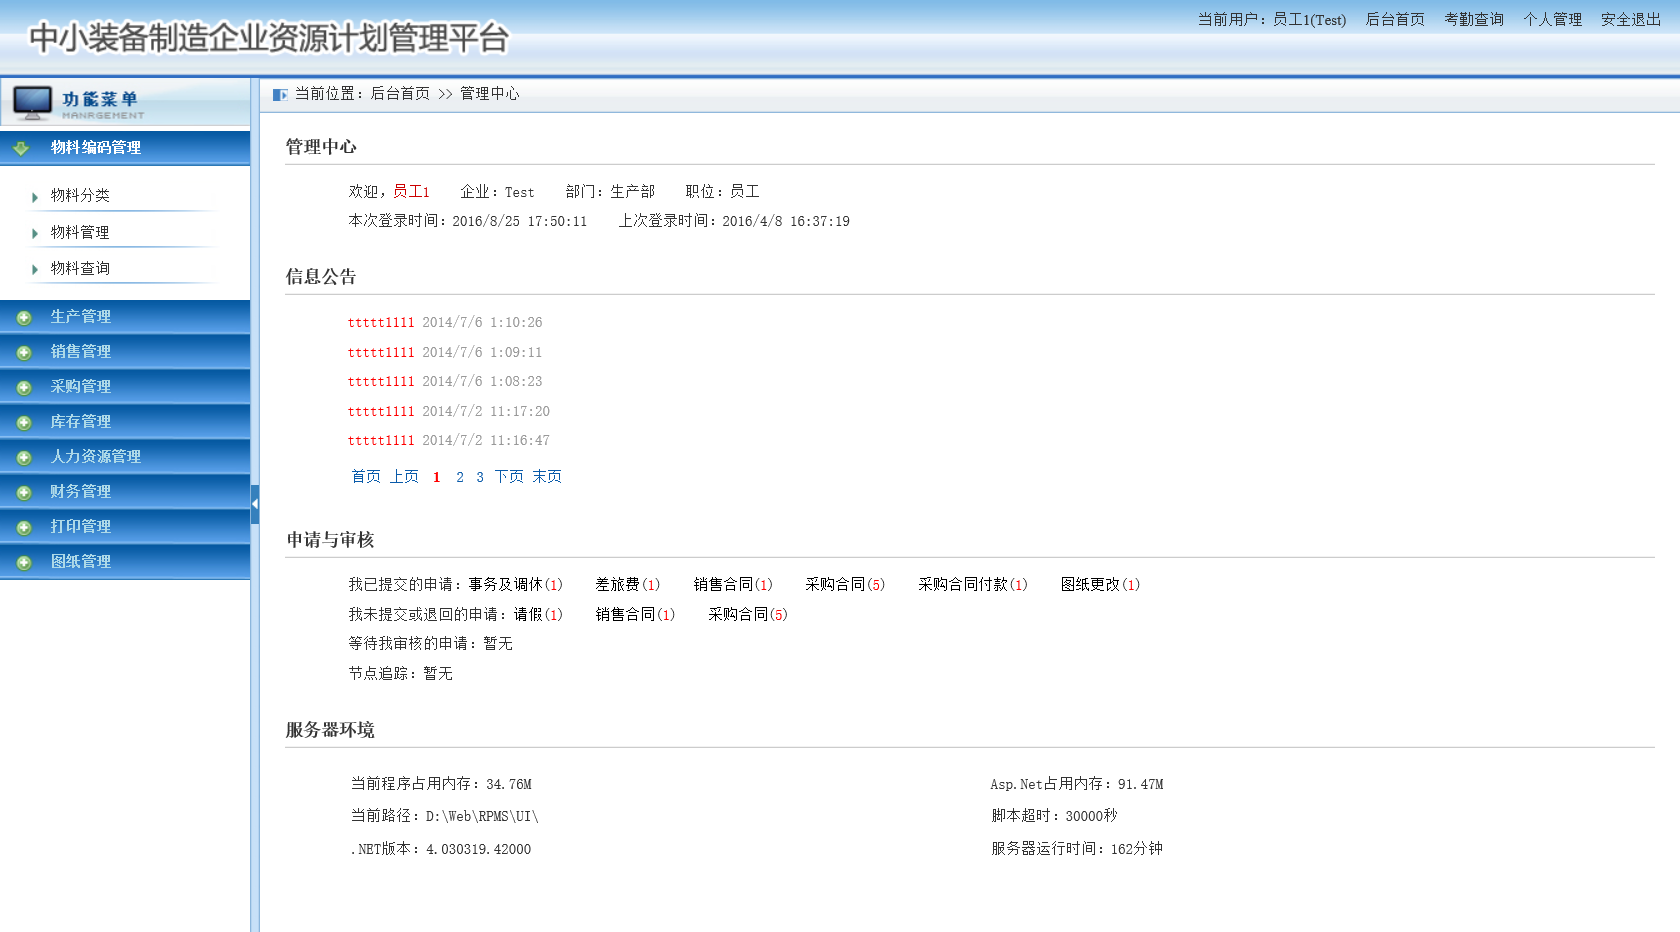 中小装备制造企业资源计划管理平台
当前用户：员工1(Test) 后台首页 考勤查询 个人管理 安全退出
功能菜单
MANRGEMENT
当前位置：后台首页 >> 管理中心
物料编码管理
物料分类
物料管理
物料查询
生产管理
销售管理
采购管理
库存管理
人力资源管理
财务管理
打印管理
图纸管理
管理中心
欢迎，员工1 企业：Test 部门：生产部 职位：员工
本次登录时间：2016/8/25 17:50:11 上次登录时间：2016/4/8 16:37:19
信息公告
ttttt1111 2014/7/6 1:10:26
ttttt1111 2014/7/6 1:09:11
ttttt1111 2014/7/6 1:08:23
ttttt1111 2014/7/2 11:17:20
ttttt1111 2014/7/2 11:16:47
首页 上页 1 2 3 下页 末页
申请与审核
我已提交的申请：事务及调休(1) 差旅费(1) 销售合同(1) 采购合同(5) 采购合同付款(1) 图纸更改(1)
我未提交或退回的申请：请假(1) 销售合同(1) 采购合同(5)
等待我审核的申请：暂无
节点追踪：暂无
服务器环境
当前程序占用内存：34.76M Asp.Net占用内存：91.47M
当前路径：D:\Web\RPMS\UI\ 脚本超时：30000秒
.NET版本：4.030319.42000 服务器运行时间：162分钟